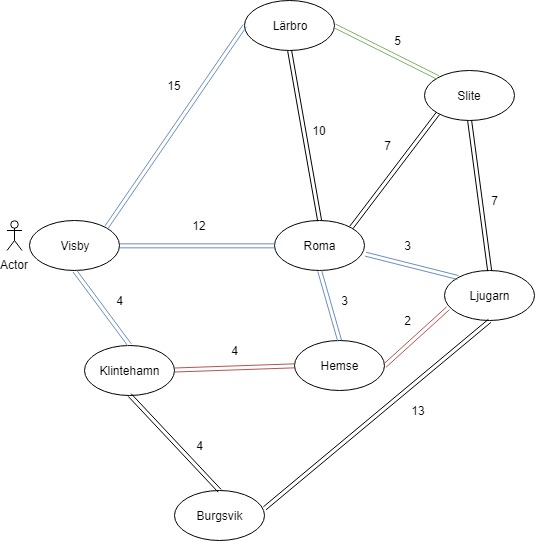 Lärbro
5
15
Slite
10
7
7
12
Visby
Roma
3
Actor
Ljugarn
4
3
2
4
Klintehamn
Hemse
13
4
Burgsvik